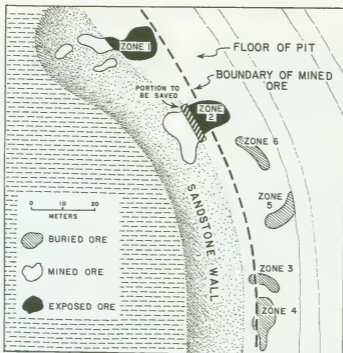 ZONE 1
FLOOR OF PIT
BOUNDARY OF MINED
ORE
PORTION TO
BE SAVED
ZONE
2
ZONE 6
ZONE
5
SANDSTONE WALL
0 10 20
METERS
BURIED ORE
MINED ORE
EXPOSED ORE
ZONE 3
ZONE 4